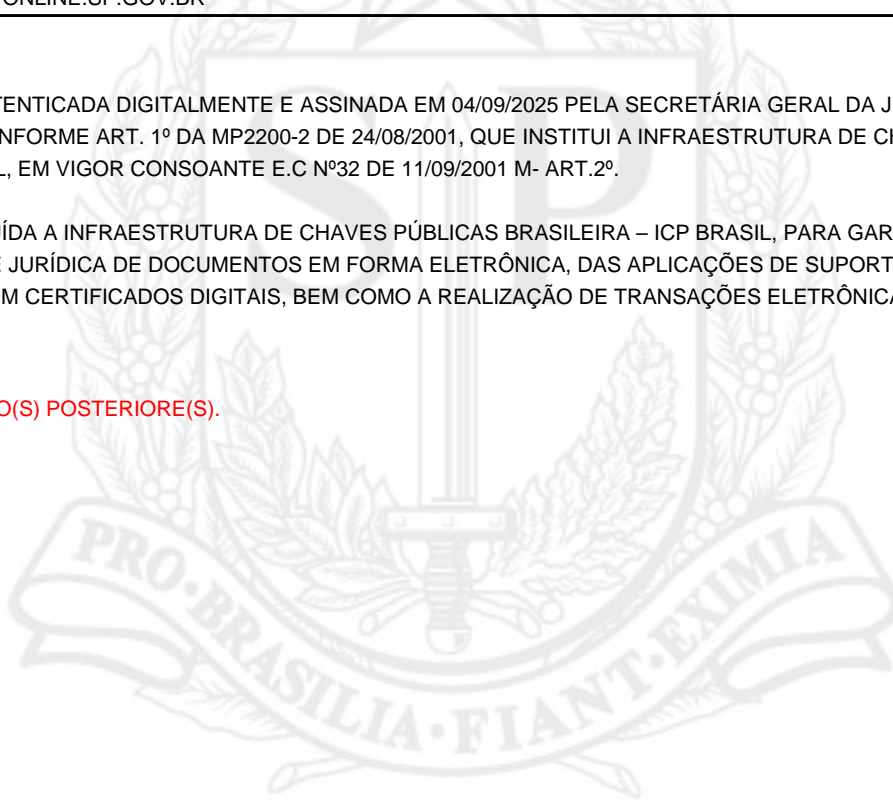 ONLINE.SP.GOV.BR
TENTICADA DIGITALMENTE E ASSINADA EM 04/09/2025 PELA SECRETÁRIA GERAL DA J
NFORME ART. 1º DA MP2200-2 DE 24/08/2001, QUE INSTITUI A INFRAESTRUTURA DE CH
L, EM VIGOR CONSOANTE E.C Nº32 DE 11/09/2001 M- ART.2º.
UÍDA A INFRAESTRUTURA DE CHAVES PÚBLICAS BRASILEIRA – ICP BRASIL, PARA GAR
E JURÍDICA DE DOCUMENTOS EM FORMA ELETRÔNICA, DAS APLICAÇÕES DE SUPORT
M CERTIFICADOS DIGITAIS, BEM COMO A REALIZAÇÃO DE TRANSAÇÕES ELETRÔNICA
O(S) POSTERIORE(S).
SP
PRO·BRASILIA·FIANT·EXIMIA